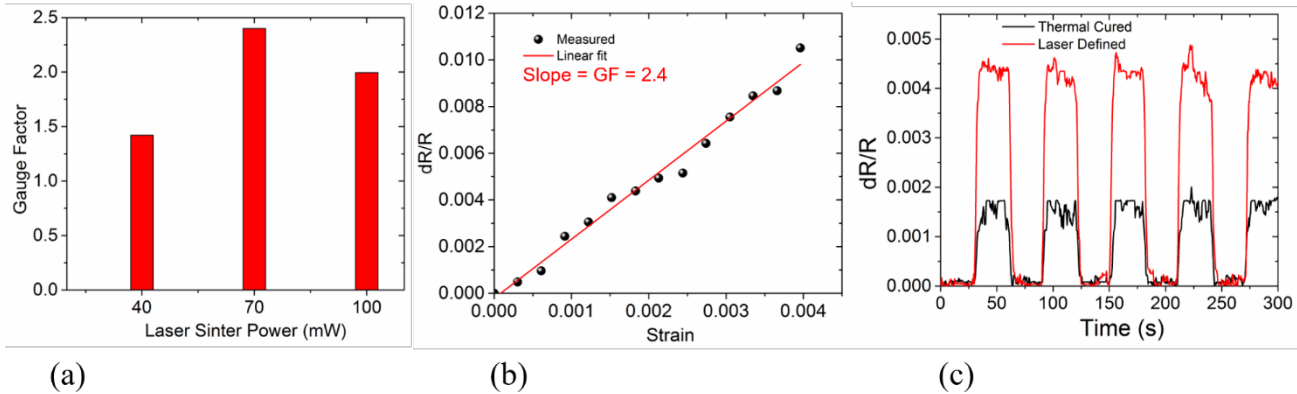 2.5
2.0
1.5
1.0
0.5
0.0
Gauge Factor
40 70 100
Laser Sinter Power (mW)
(a)
0.012
0.010
0.008
0.006
0.004
0.002
0.000
dR/R
Measured
Linear fit
Slope = GF = 2.4
0.000 0.001 0.002 0.003 0.004
Strain
(b)
0.005
0.004
0.003
0.002
0.001
0.000
dR/R
Thermal Cured
Laser Defined
0 50 100 150 200 250 300
Time (s)
(c)